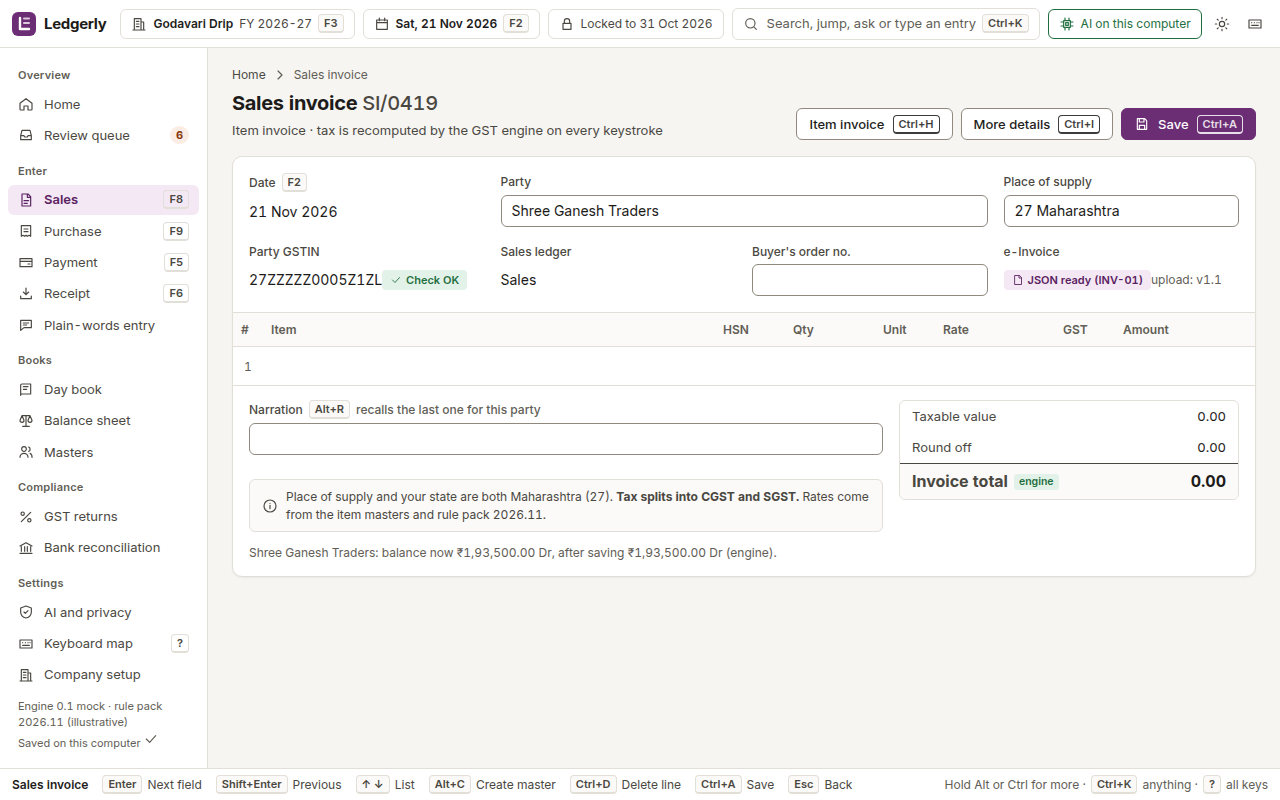 Ledgerly
Godavari Drip FY 2026-27 F3
Sat, 21 Nov 2026 F2
Locked to 31 Oct 2026
Search, jump, ask or type an entry Ctrl+K
AI on this computer
Overview
Home
Review queue 6
Enter
Sales F8
Purchase F9
Payment F5
Receipt F6
Plain-words entry
Books
Day book
Balance sheet
Masters
Compliance
GST returns
Bank reconciliation
Settings
AI and privacy
Keyboard map ?
Company setup
Engine 0.1 mock · rule pack
2026.11 (illustrative)
Saved on this computer
Home Sales invoice
Sales invoice SI/0419
Item invoice · tax is recomputed by the GST engine on every keystroke
Item invoice Ctrl+H
More details Ctrl+I
Save Ctrl+A
Date F2 Party Place of supply
21 Nov 2026 Shree Ganesh Traders 27 Maharashtra
Party GSTIN Sales ledger Buyer's order no. e-Invoice
27ZZZZZ0005Z1ZL Check OK Sales JSON ready (INV-01) upload: v1.1
# Item HSN Qty Unit Rate GST Amount
1
Narration Alt+R recalls the last one for this party
Taxable value 0.00
Round off 0.00
Invoice total engine 0.00
Place of supply and your state are both Maharashtra (27). Tax splits into CGST and SGST. Rates come
from the item masters and rule pack 2026.11.
Shree Ganesh Traders: balance now ₹1,93,500.00 Dr, after saving ₹1,93,500.00 Dr (engine).
Sales invoice Enter Next field Shift+Enter Previous ↑↓ List Alt+C Create master Ctrl+D Delete line Ctrl+A Save Esc Back Hold Alt or Ctrl for more · Ctrl+K anything · ? all keys